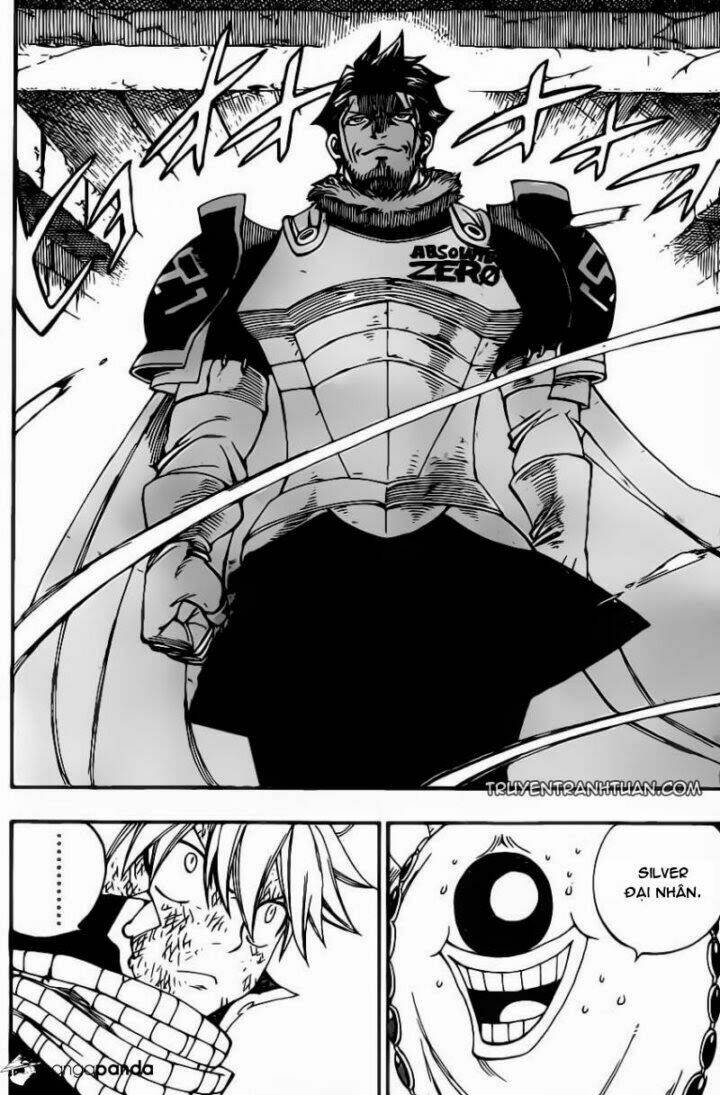 ABSOLUTE
ZERO
TRUYENTRANHTUAN.COM
.........
SILVER
ĐẠI NHÂN.
mangapanda